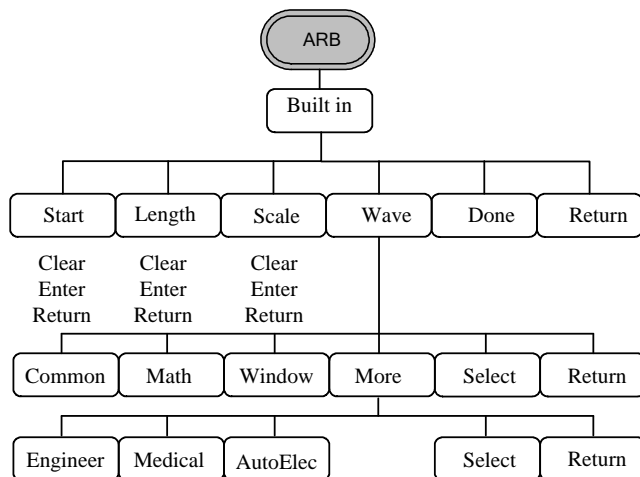 ARB
Built in
Start Length Scale Wave Done Return
Clear Clear Clear
Enter Enter Enter
Return Return Return
Common Math Window More Select Return
Engineer Medical AutoElec Select Return